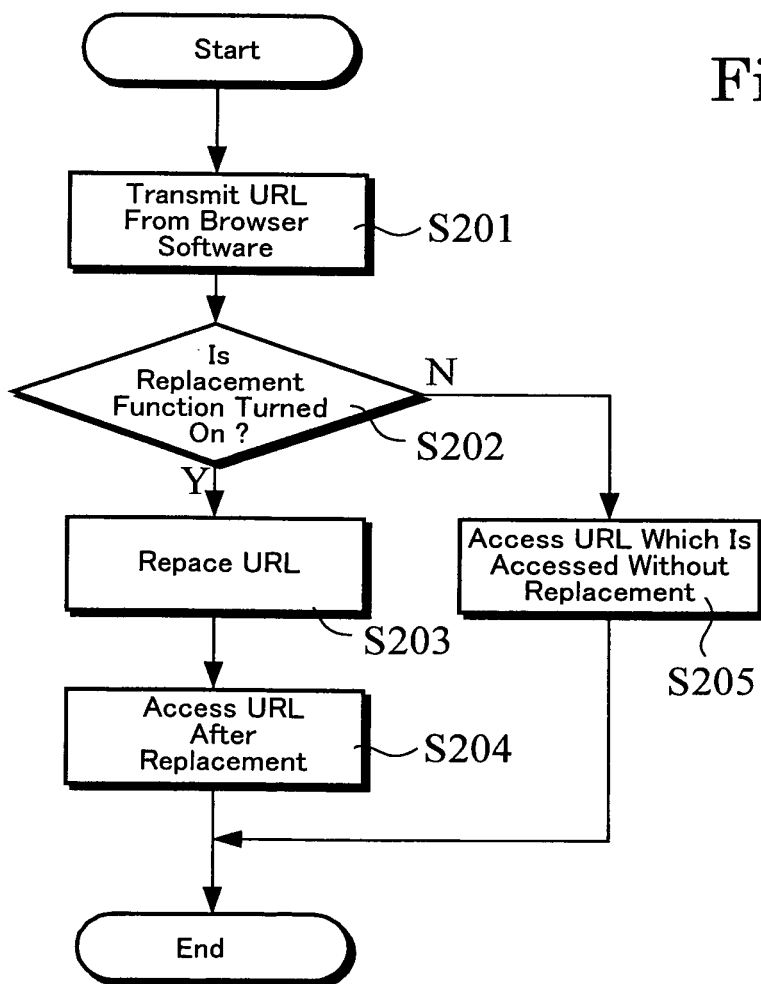 Start
Fi
Transmit URL
From Browser
Software
S201
Is
Replacement
Function Turned
On ?
S202
N
Y
Repace URL
S203
Access URL Which Is
Accessed Without
Replacement
S205
Access URL
After
Replacement
S204
End